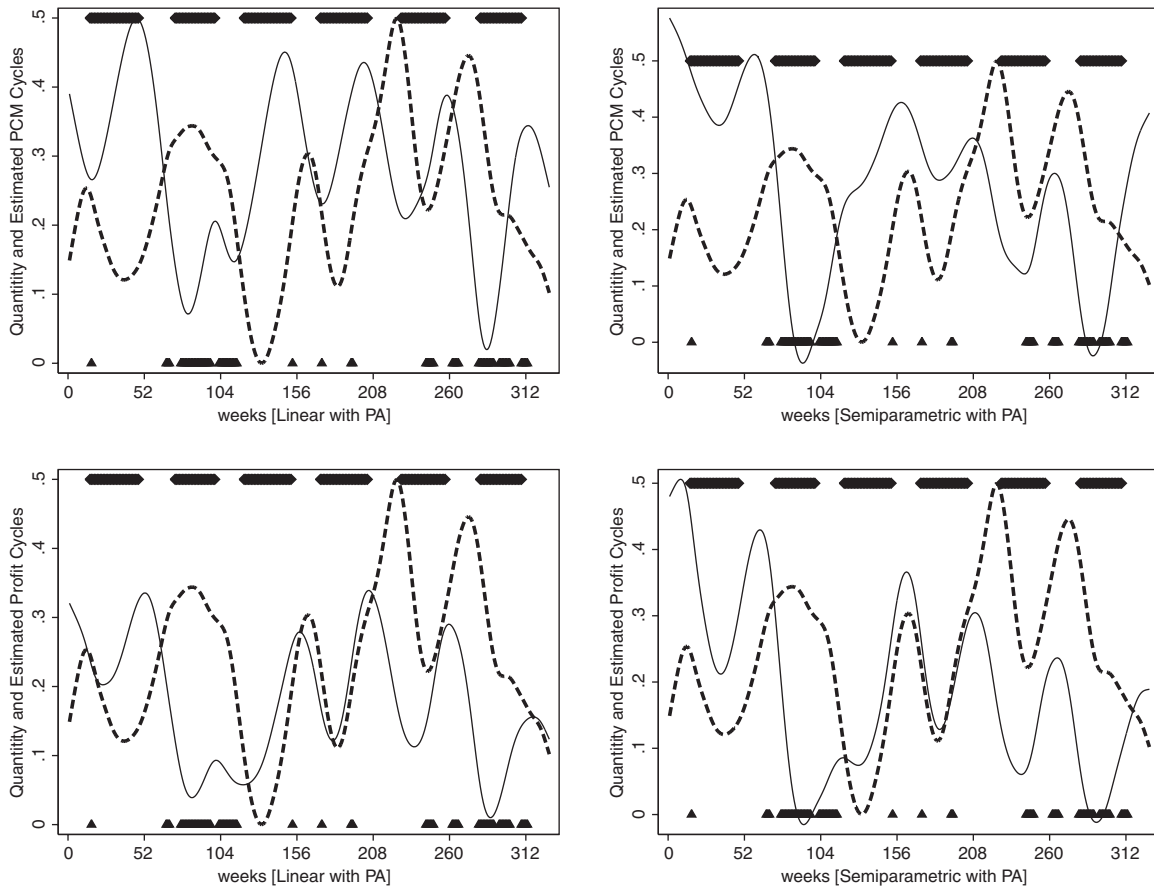 Quantitity and Estimated PCM Cycles
.5
.4
.3
.2
.1
0
0 52 104 156 208 260 312
weeks [Linear with PA]
Quantitity and Estimated PCM Cycles
.5
.4
.3
.2
.1
0
0 52 104 156 208 260 312
weeks [Semiparametric with PA]
Quantitity and Estimated Profit Cycles
.5
.4
.3
.2
.1
0
0 52 104 156 208 260 312
weeks [Linear with PA]
Quantitity and Estimated Profit Cycles
.5
.4
.3
.2
.1
0
0 52 104 156 208 260 312
weeks [Semiparametric with PA]